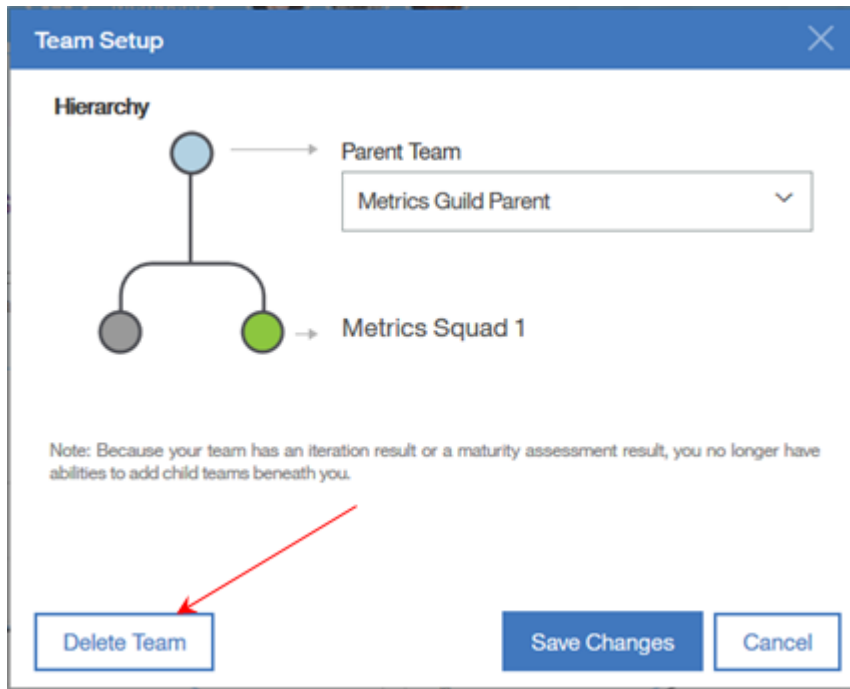 Team Setup
Hierarchy
Parent Team
Metrics Guild Parent
Metrics Squad 1
Note: Because your team has an iteration result or a maturity assessment result, you no longer have
abilities to add child teams beneath you.
Delete Team
Save Changes
Cancel